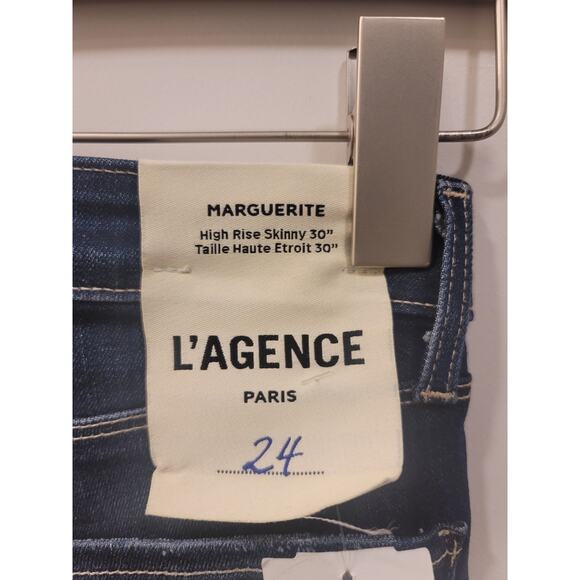 MARGUERITE
High Rise Skinny 30"
Taille Haute Etroit 30"
L'AGENCE
PARIS
24